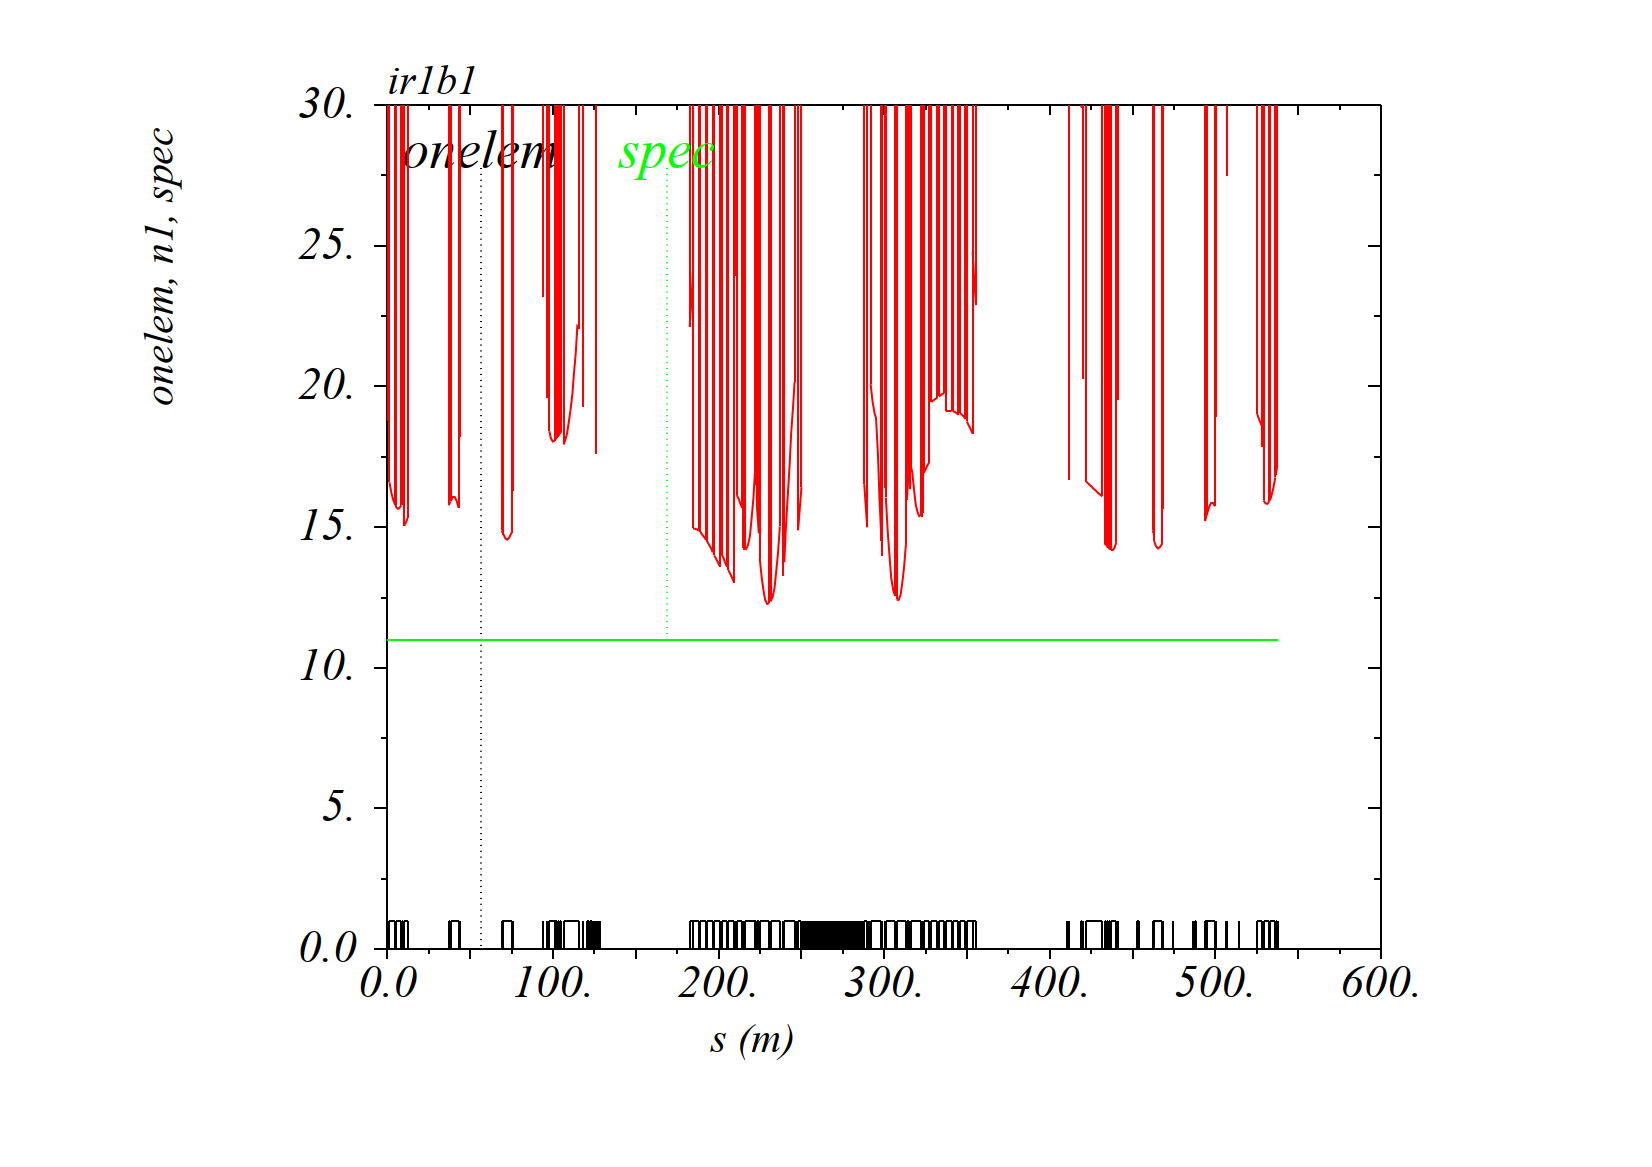 ir1b1
30.
onelem spec
25.
20.
15.
10.
5.
0.0
onelem, n1, spec
0.0 100. 200. 300. 400. 500. 600.
s (m)